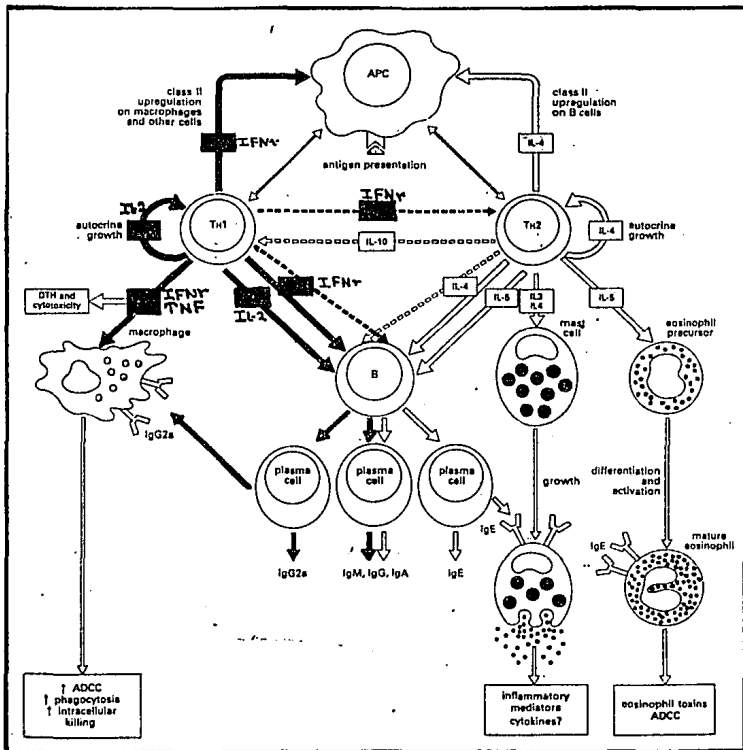 APC
class II
upregulation
on macrophages
and other cells
class II
upregulation
on B cells
IFNr
IL-4
antigen presentation
IL2
TH1
IFNr
TH2
autocrine
growth
IL-10
IL-4
autocrine
growth
DTH and
cytotoxicity
IFNr
TNF
IL-2
IFNr
IL-4
IL-5
IL3
IL4
IL-5
macrophage
B
mast
cell
eosinophil
precursor
IgG2a
plasma
cell
plasma
cell
plasma
cell
growth
differentiation
and
activation
IgE
IgE
mature
eosinophil
IgG2a
IgM, IgG, IgA
IgE
↑ ADCC
↑ phagocytosis
↑ intracellular
killing
inflammatory
mediators
cytokines?
eosinophil toxins
ADCC